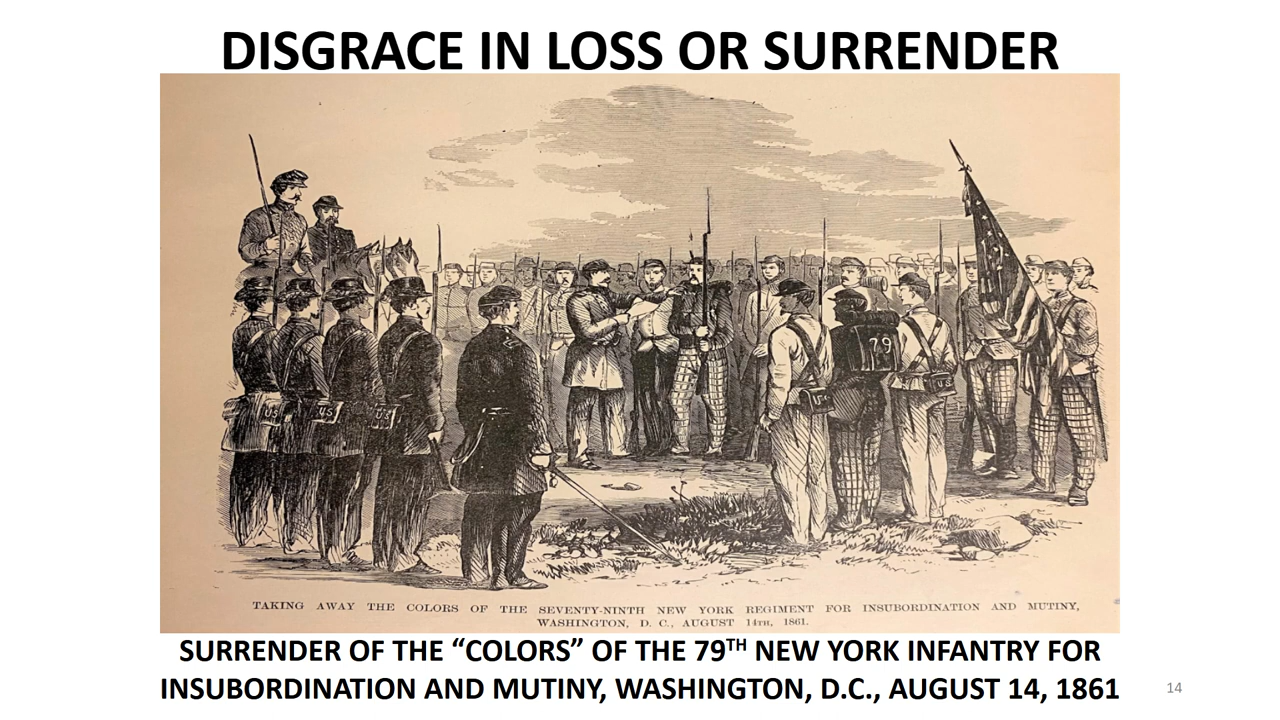 DISGRACE IN LOSS OR SURRENDER
79
US
US
US
US
US
TAKING AWAY THE COLORS OF THE SEVENTY-NINTH NEW YORK REGIMENT FOR INSUBORDINATION AND MUTINY,
WASHINGTON, D. C., AUGUST 14TH, 1861.
SURRENDER OF THE “COLORS” OF THE 79TH NEW YORK INFANTRY FOR
INSUBORDINATION AND MUTINY, WASHINGTON, D.C., AUGUST 14, 1861
14